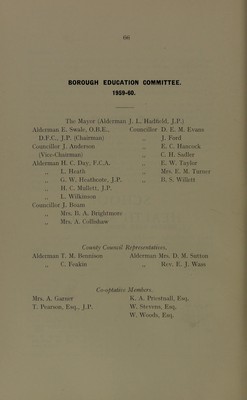 66
BOROUGH EDUCATION COMMITTEE.
1959-60.
The Mayor (Alderman J. L. Hatfield, J.P.)
Alderman E. Swale, O.B.E.,
D.F.C., J.P. (Chairman)
Councillor J. Anderson
(Vice-Chairman)
Alderman H. C. Day, F.C.A.
„ L. Heath
„ G. W. Heathcote, J.P.
„ H. C. Mallett, J.P.
„ L. Wilkinson
Councillor J. Boam
„ Mrs. B. A. Brightmore
„ Mrs. A. Collishaw
Councillor D. E. M. Evans
„ J. Ford
„ E. C. Hancock
„ C. H. Sadler
„ E. W. Taylor
„ Mrs. E. M. Tur
„ B. S. Willett
County Council Representatives.
Alderman T. M. Bennison
„ C. Feakin
Alderman Mrs. D. M. Sutton
„ Rev. E. J. Wass
Co-optative Members.
Mrs. A. Garner
T. Pearson, Esq., J.P.
K. A. Esq.
W. Stevens, Esq.
W. Woods, Esq.